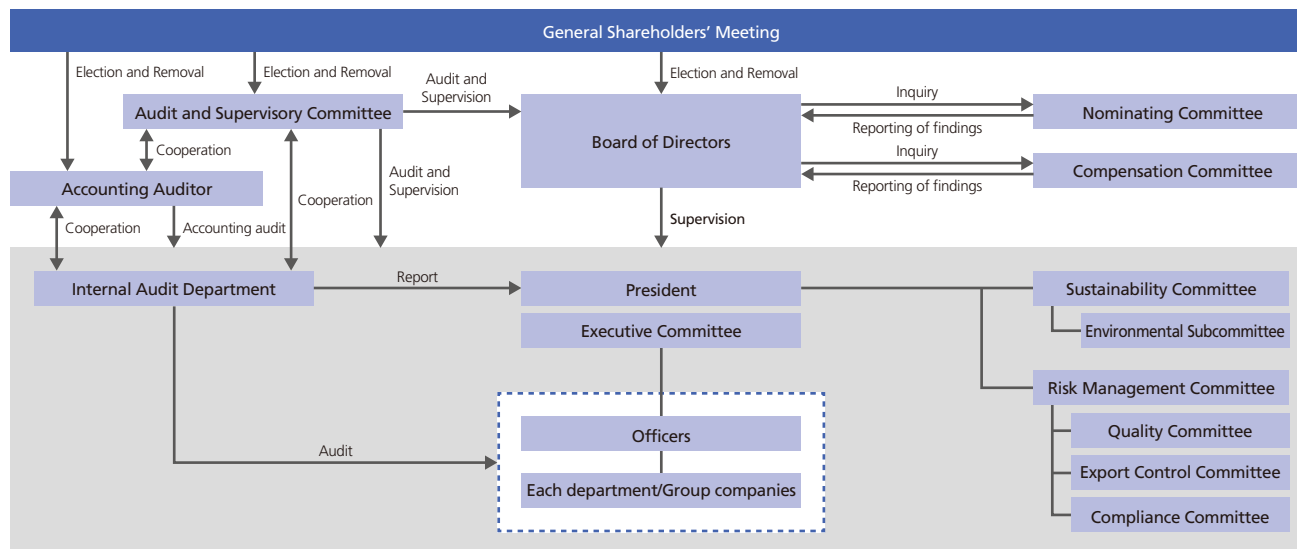 General Shareholders' Meeting
Election and Removal
Election and Removal
Audit and
Supervision
Election and Removal
Inquiry
Audit and Supervisory Committee
Board of Directors
Nominating Committee
Reporting of findings
Cooperation
Inquiry
Accounting Auditor
Audit and
Supervision
Compensation Committee
Reporting of findings
Cooperation
Cooperation
Accounting audit
Supervision
Internal Audit Department
Report
President
Sustainability Committee
Executive Committee
Environmental Subcommittee
Risk Management Committee
Officers
Quality Committee
Audit
Export Control Committee
Each department/Group companies
Compliance Committee